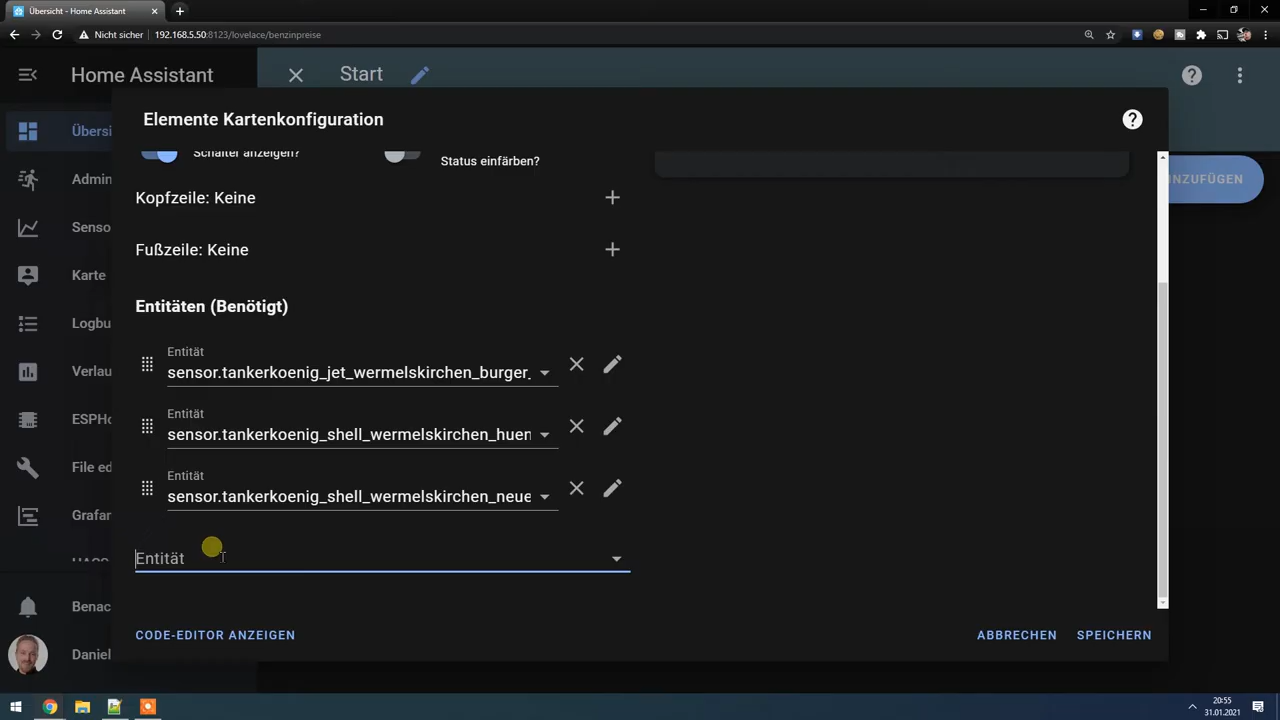 Übersicht - Home Assistant
Nicht sicher
192.168.5.50:8123/lovelace/benzinpreise
Home Assistant
Start
Elemente Kartenkonfiguration
Übersi
Schalter anzeigen?
Status einfärben?
Admin
INZUFÜGEN
Kopfzeile: Keine
Senso
Fußzeile: Keine
Karte
Entitäten (Benötigt)
Logbu
Entität
sensor.tankerkoenig_jet_wermelskirchen_burger_
Verlau
Entität
sensor.tankerkoenig_shell_wermelskirchen_huen
ESPHo
File ed
Entität
sensor.tankerkoenig_shell_wermelskirchen_neue
Grafan
Entität
Benac
CODE-EDITOR ANZEIGEN
ABBRECHEN
SPEICHERN
Daniel
20:55
31.01.2021